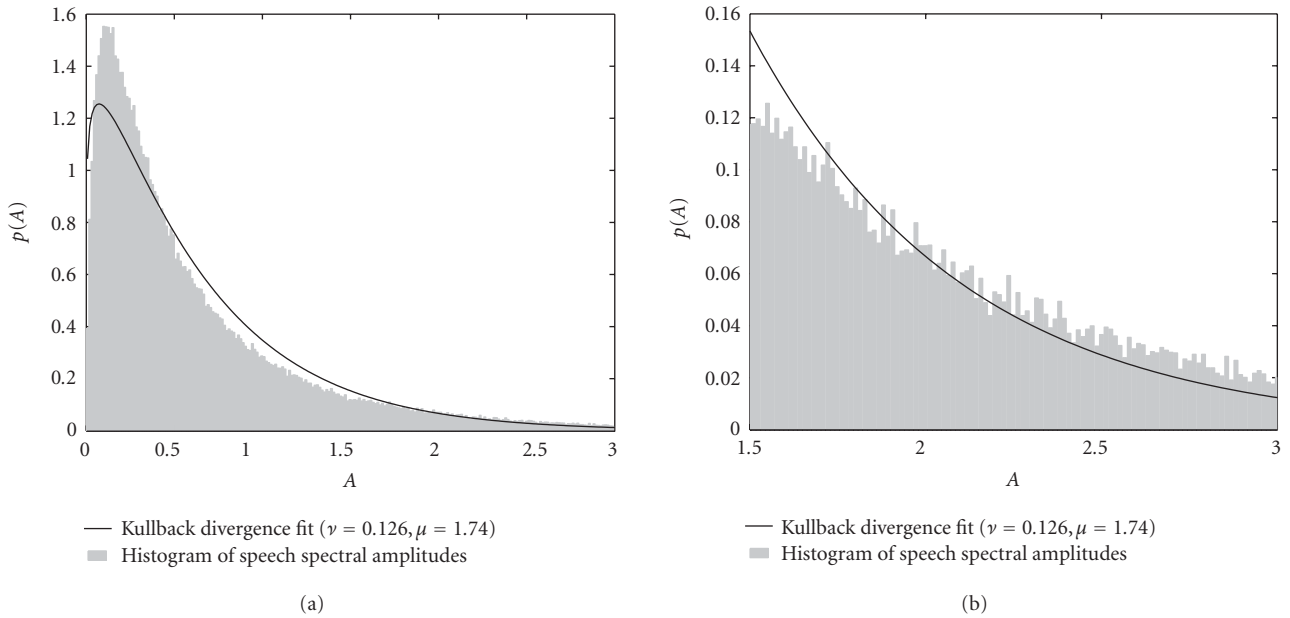 1.6
1.4
1.2
1
0.8
0.6
0.4
0.2
0
p(A)
0 0.5 1 1.5 2 2.5 3
A
Kullback divergence fit (ν = 0.126, μ = 1.74)
Histogram of speech spectral amplitudes
(a)
0.16
0.14
0.12
0.1
0.08
0.06
0.04
0.02
0
p(A)
1.5 2 2.5 3
A
Kullback divergence fit (ν = 0.126, μ = 1.74)
Histogram of speech spectral amplitudes
(b)